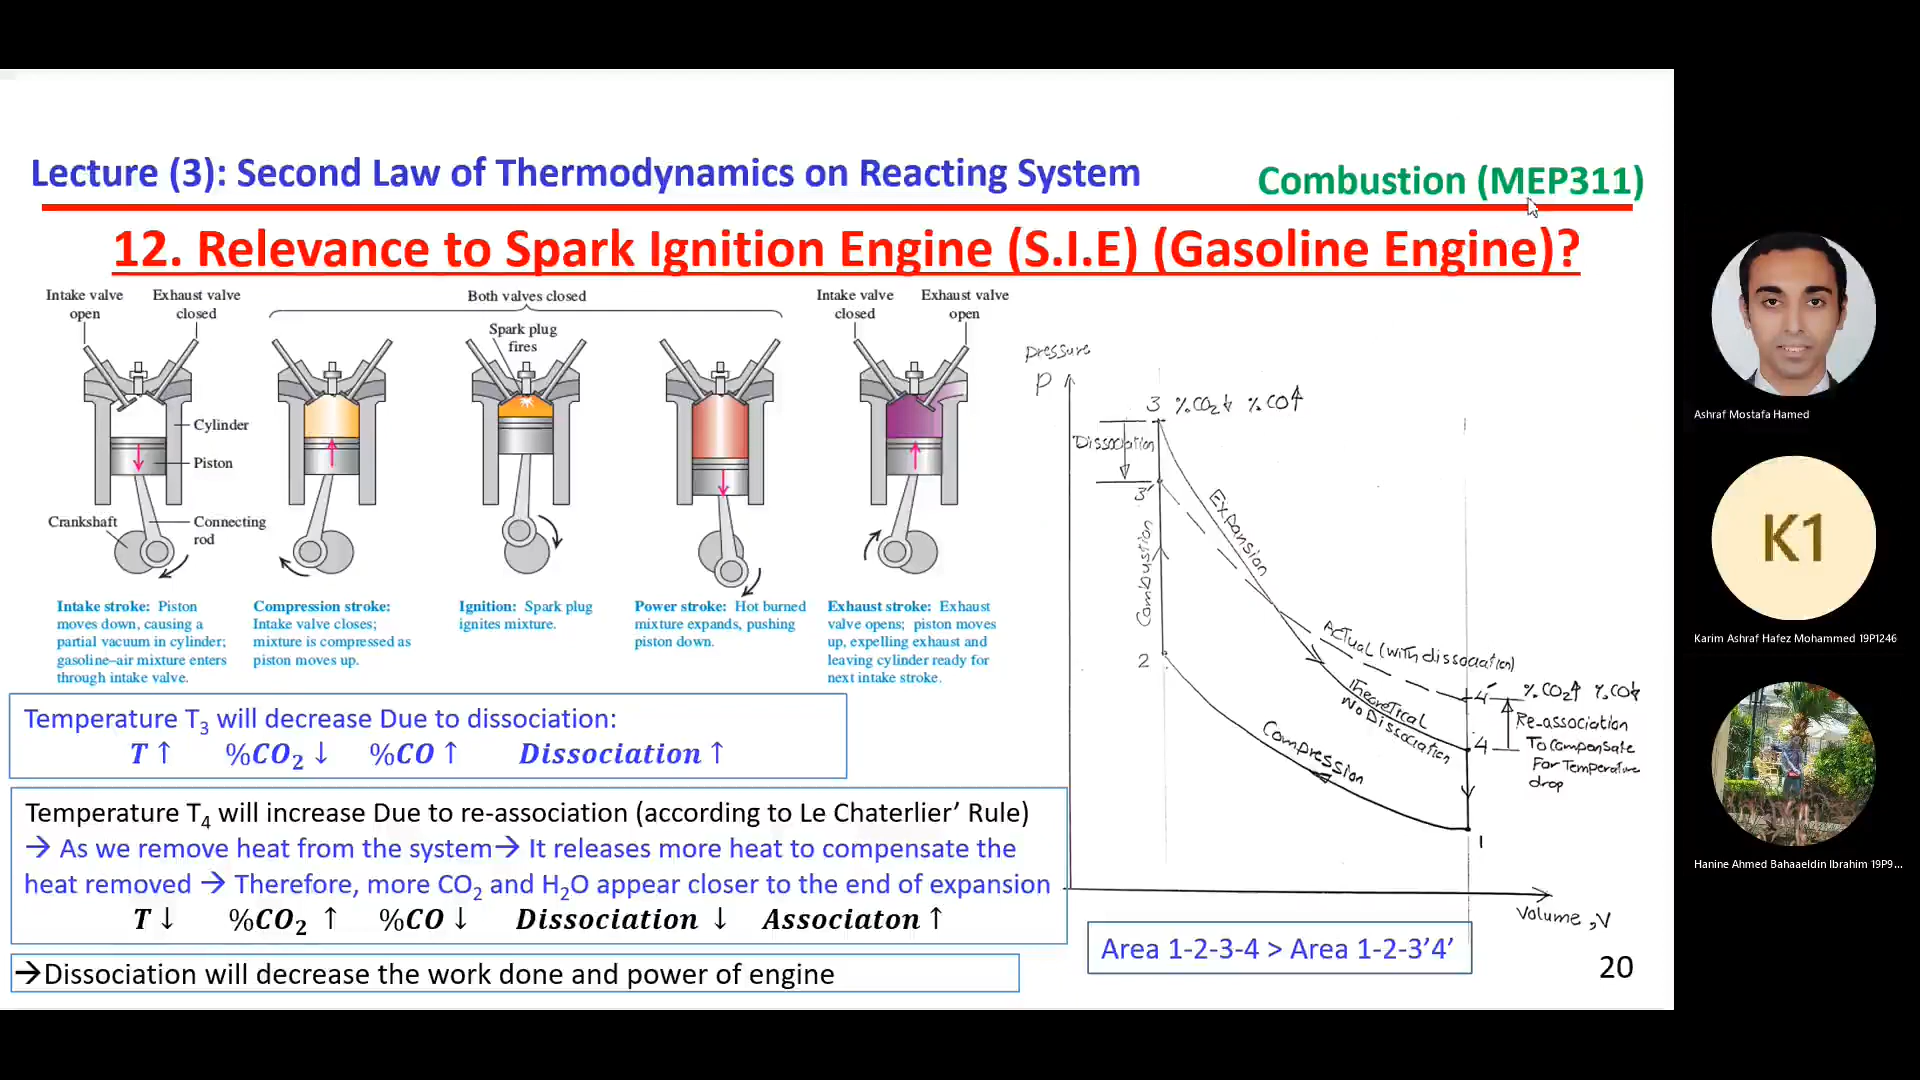 Lecture (3): Second Law of Thermodynamics on Reacting System
Combustion (MEP311)
12. Relevance to Spark Ignition Engine (S.I.E) (Gasoline Engine)?
Intake valve
open
Exhaust valve
closed
Both valves closed
Spark plug
fires
Intake valve
closed
Exhaust valve
open
Cylinder
Piston
Crankshaft
Connecting
rod
Intake stroke: Piston
moves down, causing a
partial vacuum in cylinder;
gasoline–air mixture enters
through intake valve.
Compression stroke:
Intake valve closes;
mixture is compressed as
piston moves up.
Ignition: Spark plug
ignites mixture.
Power stroke: Hot burned
mixture expands, pushing
piston down.
Exhaust stroke: Exhaust
valve opens; piston moves
up, expelling exhaust and
leaving cylinder ready for
next intake stroke.
Temperature T3 will decrease Due to dissociation:
T ↑ %CO2 ↓ %CO ↑ Dissociation ↑
Temperature T4 will increase Due to re-association (according to Le Chaterlier’ Rule)
→ As we remove heat from the system→ It releases more heat to compensate the
heat removed → Therefore, more CO2 and H2O appear closer to the end of expansion
T ↓ %CO2 ↑ %CO ↓ Dissociation ↓ Associaton ↑
→Dissociation will decrease the work done and power of engine
pressure
P
3 %CO2↓ %CO↑
Dissociation
3'
Expansion
Combustion
2
Actual (with dissociation)
Theoretical
No Dissociation
Compression
4' %CO2↑ %CO↓
Re-association
4 To compensate
For Temperature
drop
1
Volume, V
Area 1-2-3-4 > Area 1-2-3’4’
20
Ashraf Mostafa Hamed
K1
Karim Ashraf Hafez Mohammed 19P1246
Hanine Ahmed Bahaaeldin Ibrahim 19P9...